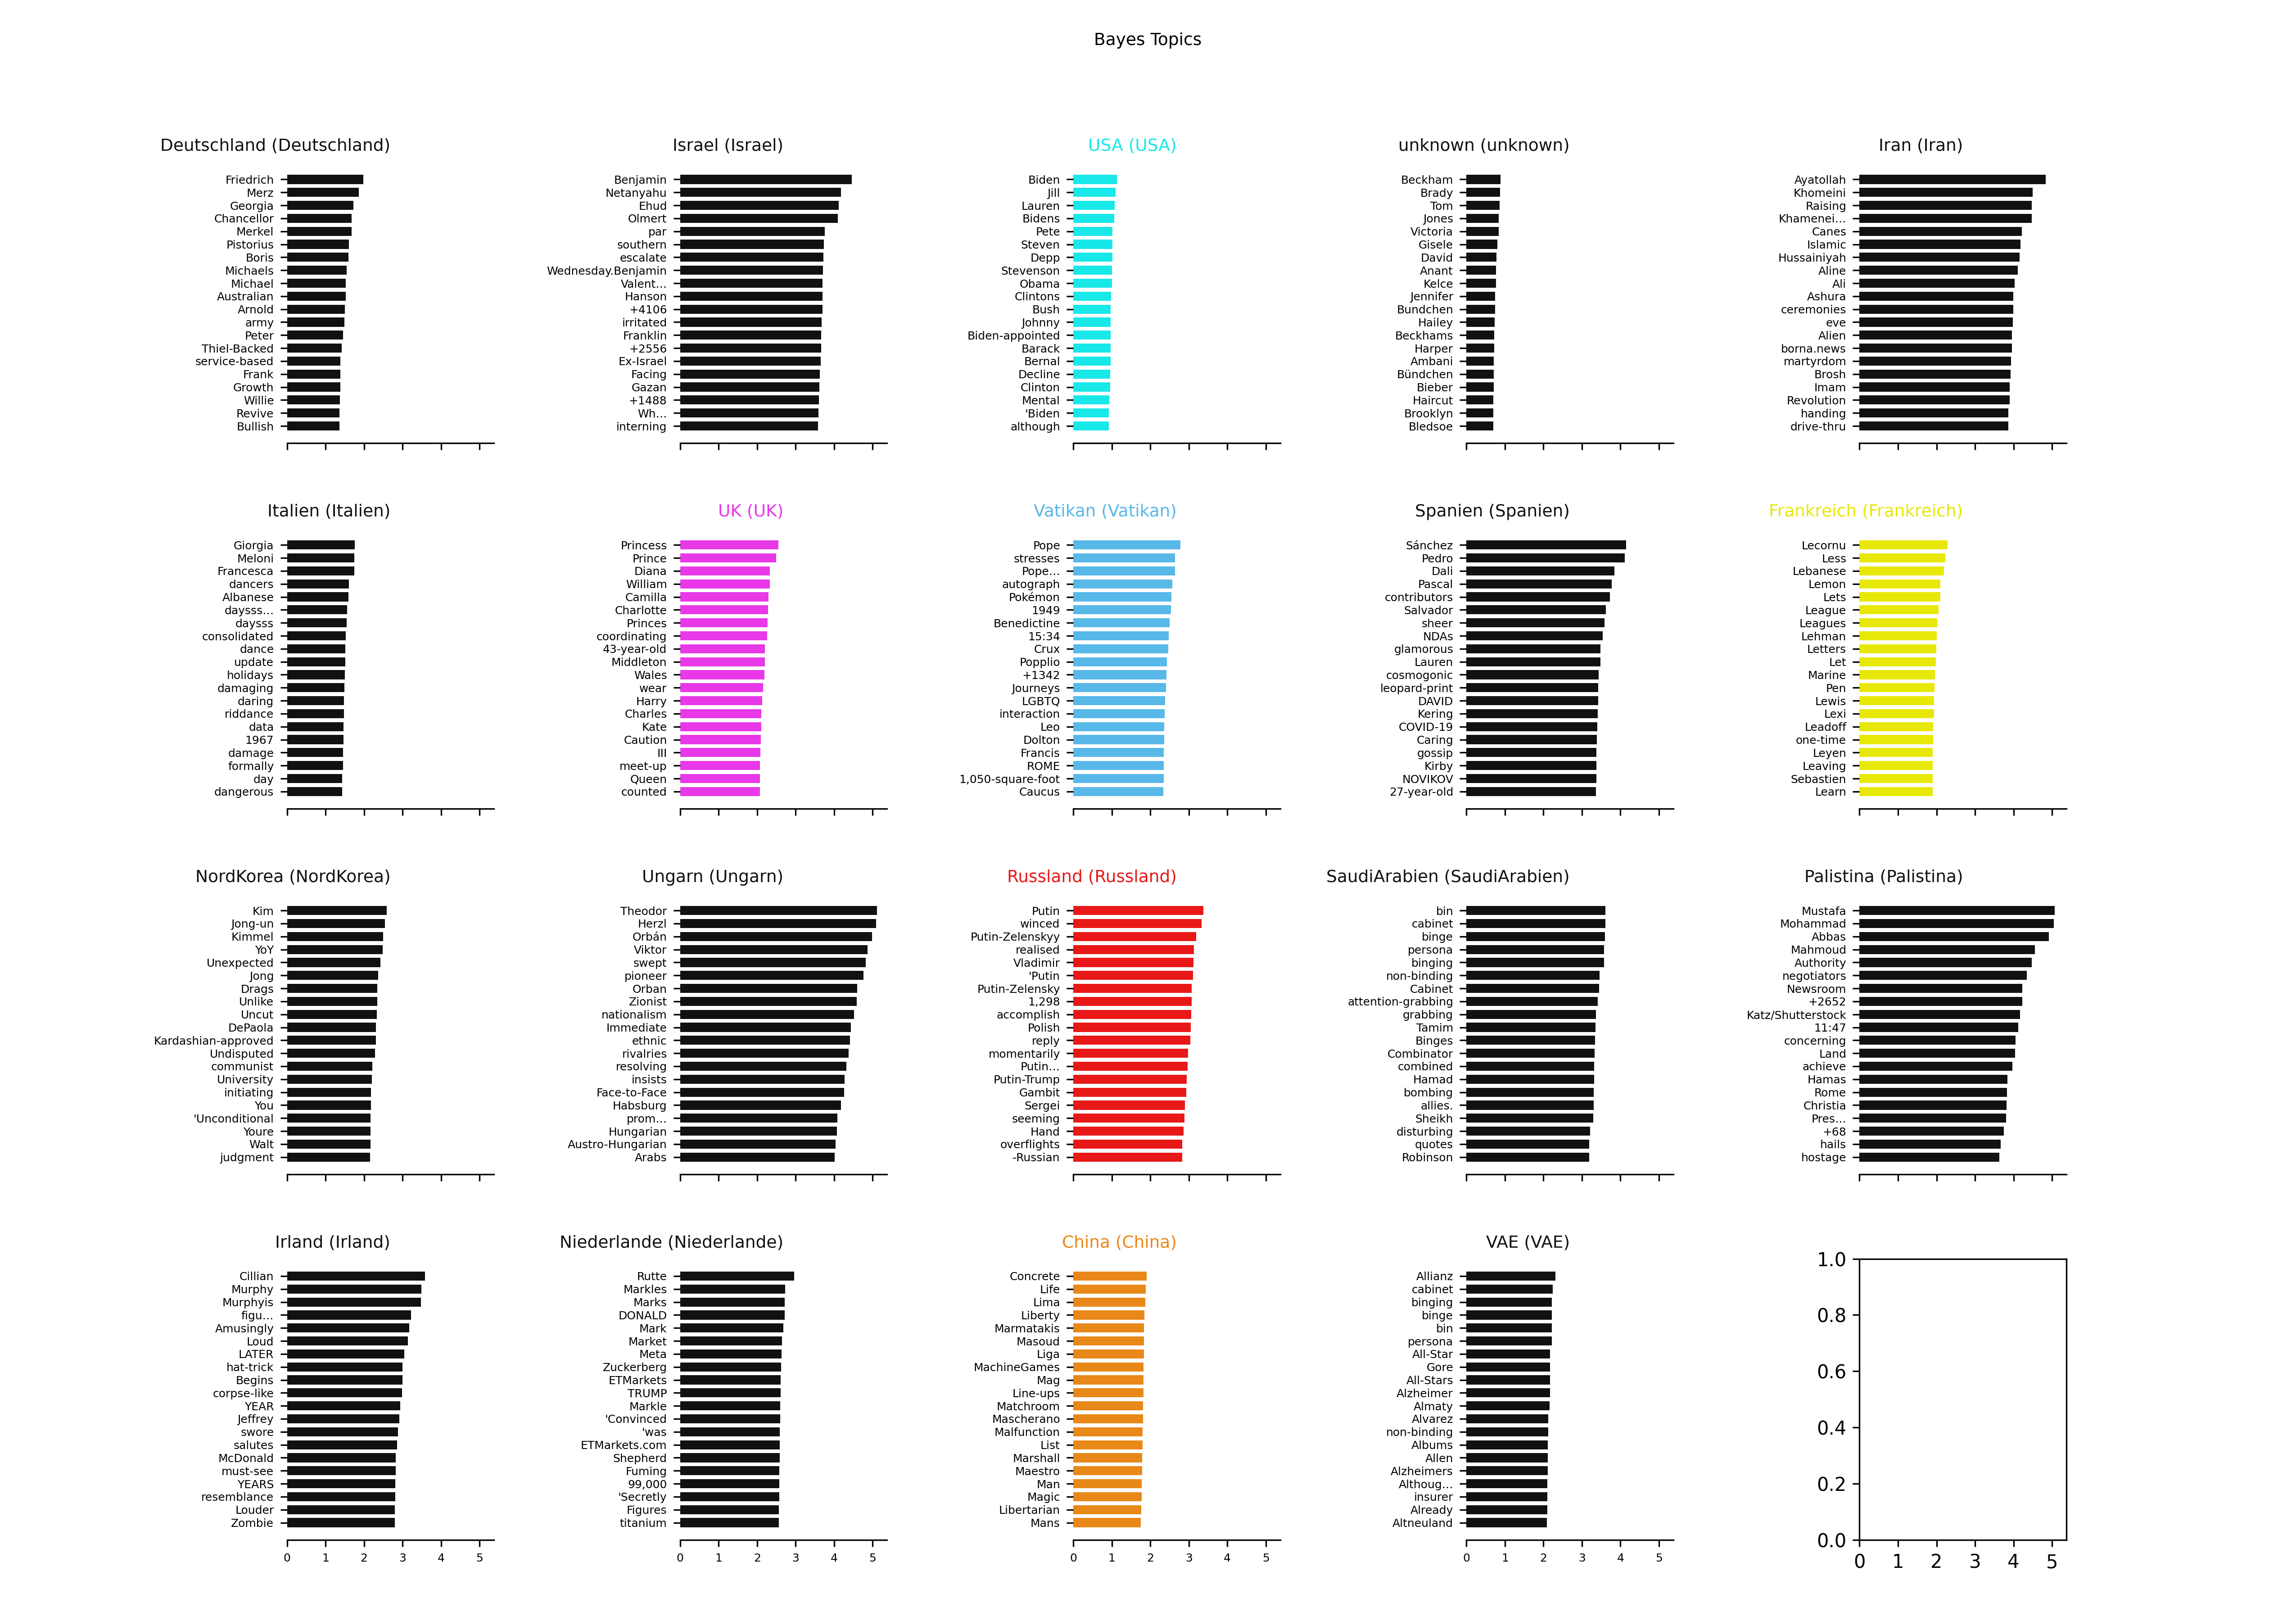 Bayes Topics
Deutschland (Deutschland)
Friedrich
Merz
Georgia
Chancellor
Merkel
Pistorius
Boris
Michaels
Michael
Australian
Arnold
army
Peter
Thiel-Backed
service-based
Frank
Growth
Willie
Revive
Bullish
Israel (Israel)
Benjamin
Netanyahu
Ehud
Olmert
par
southern
escalate
Wednesday.Benjamin
Valent…
Hanson
+4106
irritated
Franklin
+2556
Ex-Israel
Facing
Gazan
+1488
Wh…
interning
USA (USA)
Biden
Jill
Lauren
Bidens
Pete
Steven
Depp
Stevenson
Obama
Clintons
Bush
Johnny
Biden-appointed
Barack
Bernal
Decline
Clinton
Mental
'Biden
although
unknown (unknown)
Beckham
Brady
Tom
Jones
Victoria
Gisele
David
Anant
Kelce
Jennifer
Bundchen
Hailey
Beckhams
Harper
Ambani
Bündchen
Bieber
Haircut
Brooklyn
Bledsoe
Iran (Iran)
Ayatollah
Khomeini
Raising
Khamenei…
Canes
Islamic
Hussainiyah
Aline
Ali
Ashura
ceremonies
eve
Alien
borna.news
martyrdom
Brosh
Imam
Revolution
handing
drive-thru
Italien (Italien)
Giorgia
Meloni
Francesca
dancers
Albanese
daysss…
daysss
consolidated
dance
update
holidays
damaging
daring
riddance
data
1967
damage
formally
day
dangerous
UK (UK)
Princess
Prince
Diana
William
Camilla
Charlotte
Princes
coordinating
43-year-old
Middleton
Wales
wear
Harry
Charles
Kate
Caution
III
meet-up
Queen
counted
Vatikan (Vatikan)
Pope
stresses
Pope…
autograph
Pokémon
1949
Benedictine
15:34
Crux
Popplio
+1342
Journeys
LGBTQ
interaction
Leo
Dolton
Francis
ROME
1,050-square-foot
Caucus
Spanien (Spanien)
Sánchez
Pedro
Dali
Pascal
contributors
Salvador
sheer
NDAs
glamorous
Lauren
cosmogonic
leopard-print
DAVID
Kering
COVID-19
Caring
gossip
Kirby
NOVIKOV
27-year-old
Frankreich (Frankreich)
Lecornu
Less
Lebanese
Lemon
Lets
League
Leagues
Lehman
Letters
Let
Marine
Pen
Lewis
Lexi
Leadoff
one-time
Leyen
Leaving
Sebastien
Learn
NordKorea (NordKorea)
Kim
Jong-un
Kimmel
YoY
Unexpected
Jong
Drags
Unlike
Uncut
DePaola
Kardashian-approved
Undisputed
communist
University
initiating
You
'Unconditional
Youre
Walt
judgment
Ungarn (Ungarn)
Theodor
Herzl
Orbán
Viktor
swept
pioneer
Orban
Zionist
nationalism
Immediate
ethnic
rivalries
resolving
insists
Face-to-Face
Habsburg
prom…
Hungarian
Austro-Hungarian
Arabs
Russland (Russland)
Putin
winced
Putin-Zelenskyy
realised
Vladimir
'Putin
Putin-Zelensky
1,298
accomplish
Polish
reply
momentarily
Putin…
Putin-Trump
Gambit
Sergei
seeming
Hand
overflights
-Russian
SaudiArabien (SaudiArabien)
bin
cabinet
binge
persona
binging
non-binding
Cabinet
attention-grabbing
grabbing
Tamim
Binges
Combinator
combined
Hamad
bombing
allies.
Sheikh
disturbing
quotes
Robinson
Palistina (Palistina)
Mustafa
Mohammad
Abbas
Mahmoud
Authority
negotiators
Newsroom
+2652
Katz/Shutterstock
11:47
concerning
Land
achieve
Hamas
Rome
Christia
Pres…
+68
hails
hostage
Irland (Irland)
Cillian
Murphy
Murphyis
figu…
Amusingly
Loud
LATER
hat-trick
Begins
corpse-like
YEAR
Jeffrey
swore
salutes
McDonald
must-see
YEARS
resemblance
Louder
Zombie
0 1 2 3 4 5
Niederlande (Niederlande)
Rutte
Markles
Marks
DONALD
Mark
Market
Meta
Zuckerberg
ETMarkets
TRUMP
Markle
'Convinced
'was
ETMarkets.com
Shepherd
Fuming
99,000
'Secretly
Figures
titanium
0 1 2 3 4 5
China (China)
Concrete
Life
Lima
Liberty
Marmatakis
Masoud
Liga
MachineGames
Mag
Line-ups
Matchroom
Mascherano
Malfunction
List
Marshall
Maestro
Man
Magic
Libertarian
Mans
0 1 2 3 4 5
VAE (VAE)
Allianz
cabinet
binging
binge
bin
persona
All-Star
Gore
All-Stars
Alzheimer
Almaty
Alvarez
non-binding
Albums
Allen
Alzheimers
Althoug…
insurer
Already
Altneuland
0 1 2 3 4 5
1.0
0.8
0.6
0.4
0.2
0.0
0 1 2 3 4 5